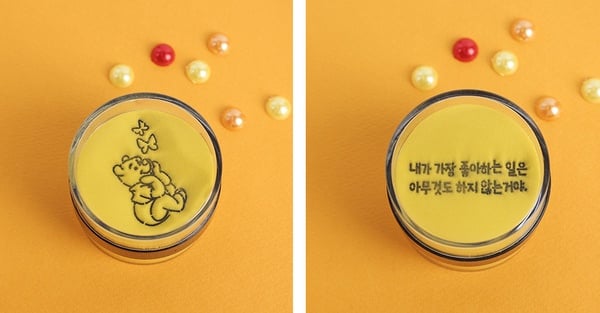 내가 가장 좋아하는 일은
아무것도 하지 않는거야.